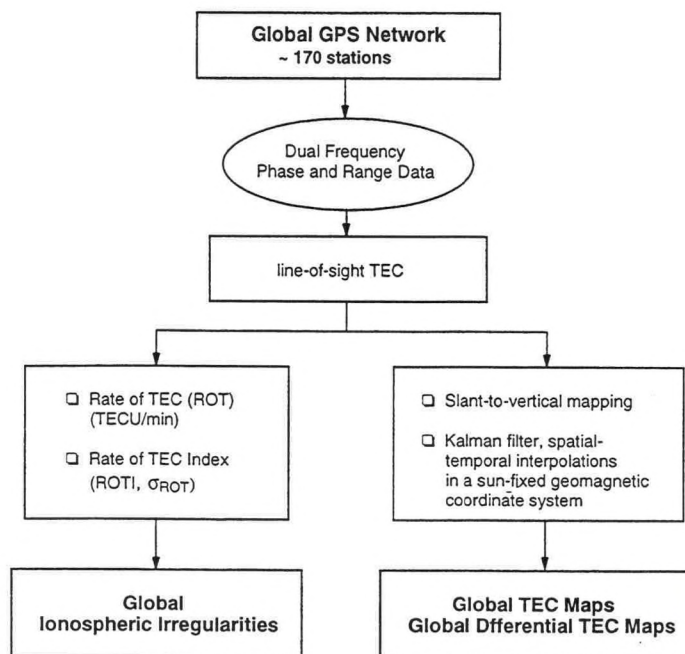 Global GPS Network
~ 170 stations
Dual Frequency
Phase and Range Data
line-of-sight TEC
❏ Rate of TEC (ROT)
(TECU/min)
❏ Rate of TEC Index
(ROTI, σROT)
❏ Slant-to-vertical mapping
❏ Kalman filter, spatial-
temporal interpolations
in a sun-fixed geomagnetic
coordinate system
Global
Ionospheric Irregularities
Global TEC Maps
Global Dfferential TEC Maps